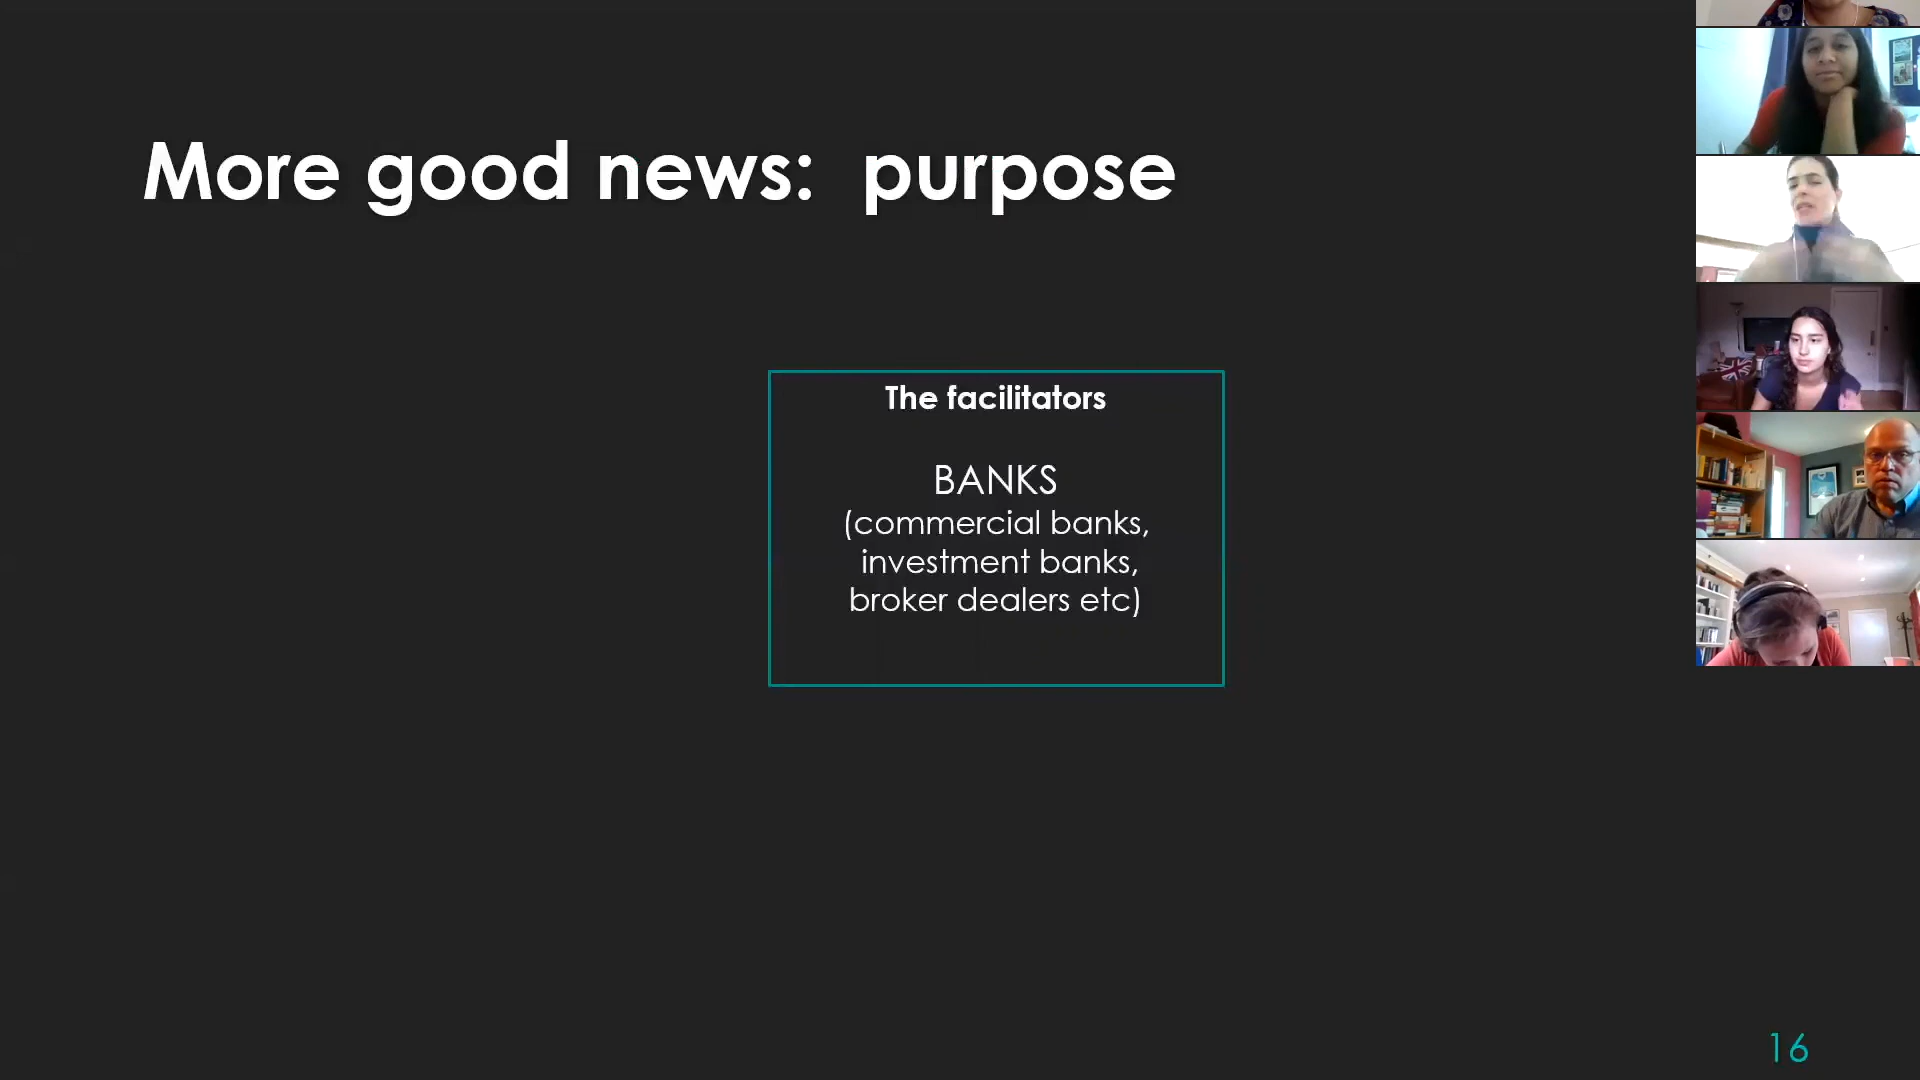 More good news:  purpose
The facilitators
BANKS
(commercial banks,
investment banks,
broker dealers etc)
16